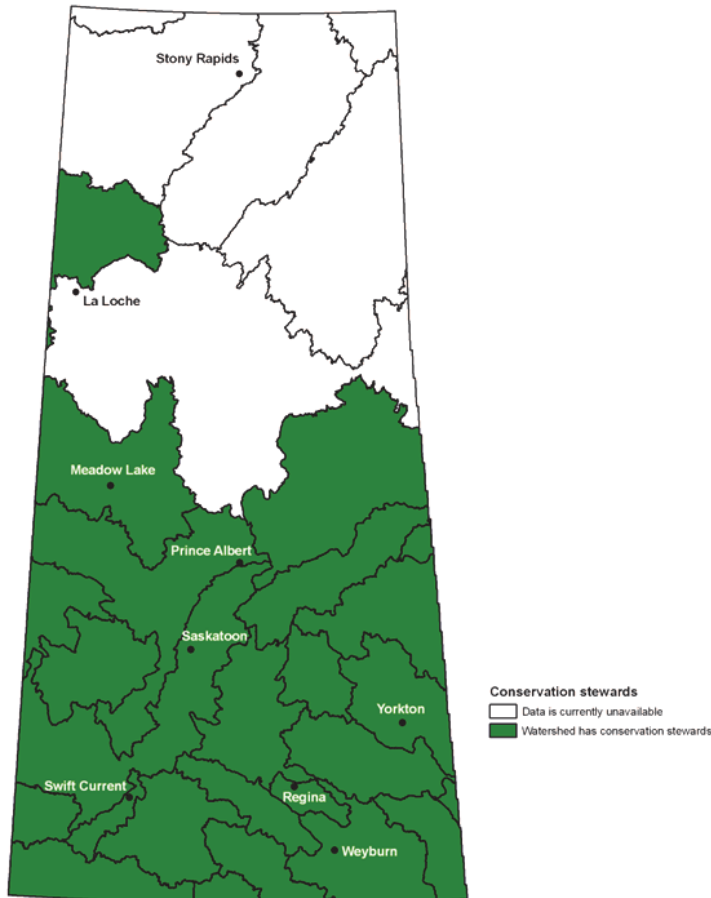 Stony Rapids
La Loche
Meadow Lake
Prince Albert
Saskatoon
Conservation stewards
Data is currently unavailable
Yorkton
Watershed has conservation stewards
Swift Current
Regina
Weyburn